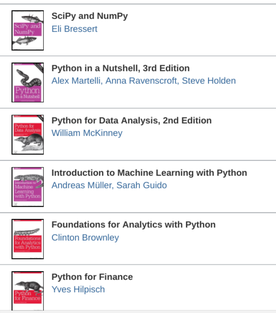 SciPy and NumPy
Eli Bressert
Python in a Nutshell, 3rd Edition
Alex Martelli, Anna Ravenscroft, Steve Holden
Python for Data Analysis, 2nd Edition
William McKinney
Introduction to Machine Learning with Python
Andreas Müller, Sarah Guido
Foundations for Analytics with Python
Clinton Brownley
Python for Finance
Yves Hilpisch